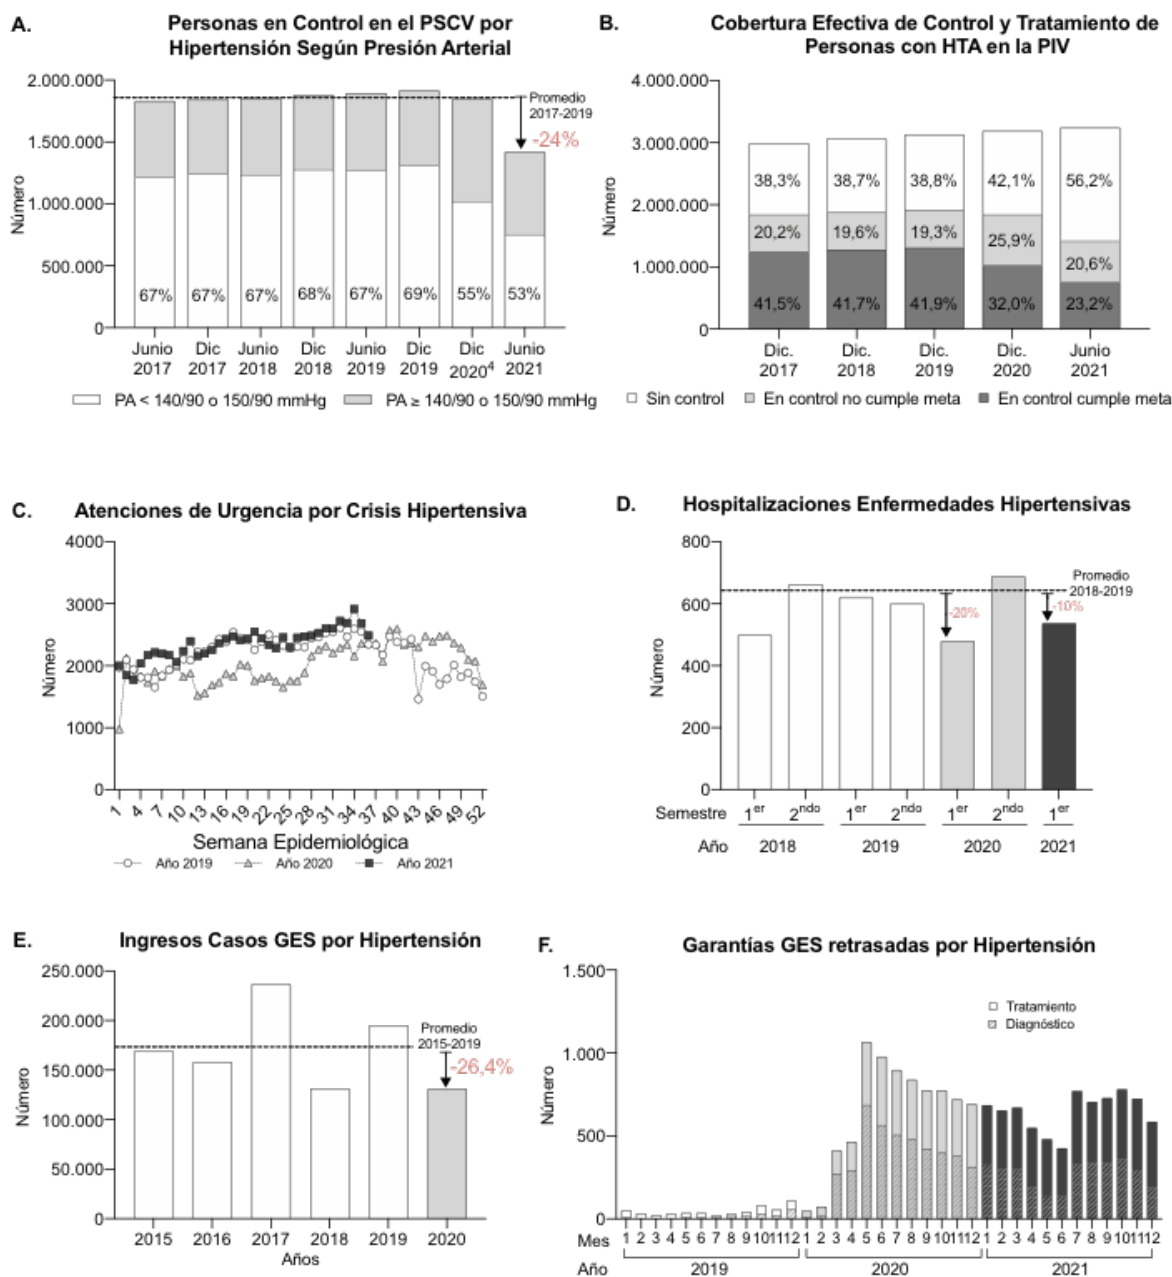 A. Personas en Control en el PSCV por
Hipertensión Según Presión Arterial
2.000.000
1.500.000
1.000.000
500.000
0
Número
Promedio
2017-2019
-24%
67% 67% 67% 68% 67% 69% 55% 53%
Junio Dic Junio Dic Junio Dic Dic Junio
2017 2017 2018 2018 2019 2019 2020⁴ 2021
PA < 140/90 o 150/90 mmHg PA ≥ 140/90 o 150/90 mmHg
B. Cobertura Efectiva de Control y Tratamiento de
Personas con HTA en la PIV
4.000.000
3.000.000
2.000.000
1.000.000
0
Número
38,3% 38,7% 38,8% 42,1% 56,2%
20,2% 19,6% 19,3% 25,9% 20,6%
41,5% 41,7% 41,9% 32,0% 23,2%
Dic. Dic. Dic. Dic. Junio
2017 2018 2019 2020 2021
Sin control En control no cumple meta En control cumple meta
C. Atenciones de Urgencia por Crisis Hipertensiva
4000
3000
2000
1000
0
Número
1 4 7 10 13 16 19 22 25 28 31 34 37 40 43 46 49 52
Semana Epidemiológica
Año 2019 Año 2020 Año 2021
D. Hospitalizaciones Enfermedades Hipertensivas
800
600
400
200
0
Número
Promedio
2018-2019
-20% -10%
Semestre 1er 2ndo 1er 2ndo 1er 2ndo 1er
Año 2018 2019 2020 2021
E. Ingresos Casos GES por Hipertensión
250.000
200.000
150.000
100.000
50.000
0
Número
Promedio
2015-2019
-26,4%
2015 2016 2017 2018 2019 2020
Años
F. Garantías GES retrasadas por Hipertensión
1.500
1.000
500
0
Número
Tratamiento
Diagnóstico
Mes 1 2 3 4 5 6 7 8 9 10 11 12 1 2 3 4 5 6 7 8 9 10 11 12 1 2 3 4 5 6 7 8 9 10 11 12
Año 2019 2020 2021